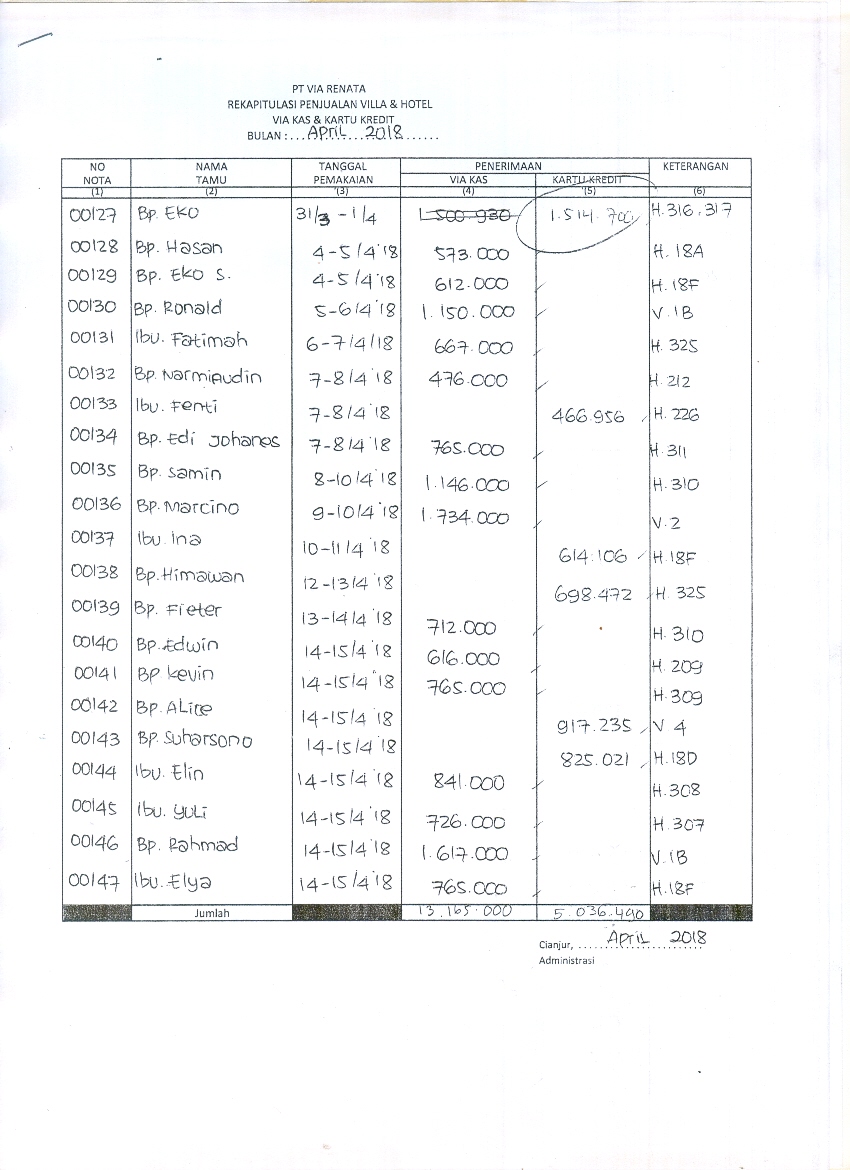 PT VIA RENATA
REKAPITULASI PENJUALAN VILLA & HOTEL
VIA KAS & KARTU KREDIT
BULAN : ... APRIL 2018 ......
NO NOTA NAMA TAMU TANGGAL PEMAKAIAN PENERIMAAN VIA KAS KARTU KREDIT KETERANGAN
(1) (2) (3) (4) (5) (6)
00127 Bp. EKO 31/3 - 1/4 1.500.930 1.514.700 H.316.317
00128 Bp. Hasan 4-5/4'18 573.000 H. 18A
00129 Bp. EKO S. 4-5/4'18 612.000 H. 18F
00130 Bp. Ronald 5-6/4'18 1.150.000 V. 1B
00131 Ibu. Fatimah 6-7/4/18 667.000 H. 325
00132 Bp. Narmiaudin 7-8/4'18 476.000 H. 212
00133 Ibu. Fenti 7-8/4'18 466.956 H. 226
00134 Bp. Edi Johanes 7-8/4'18 765.000 H. 311
00135 Bp. Samin 8-10/4'18 1.146.000 H. 310
00136 Bp. Marcino 9-10/4'18 1.734.000 V. 2
00137 Ibu. Ina 10-11/4'18 614.106 H.18F
00138 Bp. Himawan 12-13/4'18 698.472 H. 325
00139 Bp. Fieter 13-14/4'18 712.000 H. 310
00140 Bp. Edwin 14-15/4'18 616.000 H. 209
00141 BP Kevin 14-15/4'18 765.000 H. 309
00142 Bp. 14-15/4'18 917.235 V 4
00143 Bp. Suharsono 14-15/4'18 825.021 H.18D
00144 Ibu. Elin 14-15/4'18 841.000 H.308
00145 Ibu. Yuli 14-15/4'18 726.000 H. 307
00146 Bp. Rahmad 14-15/4'18 1.617.000 V. 1B
00147 Ibu. Elya 14-15/4'18 765.000 H.18F
Jumlah 13.165.000 5.036.490
Cianjur, ... APRIL 2018
Administrasi